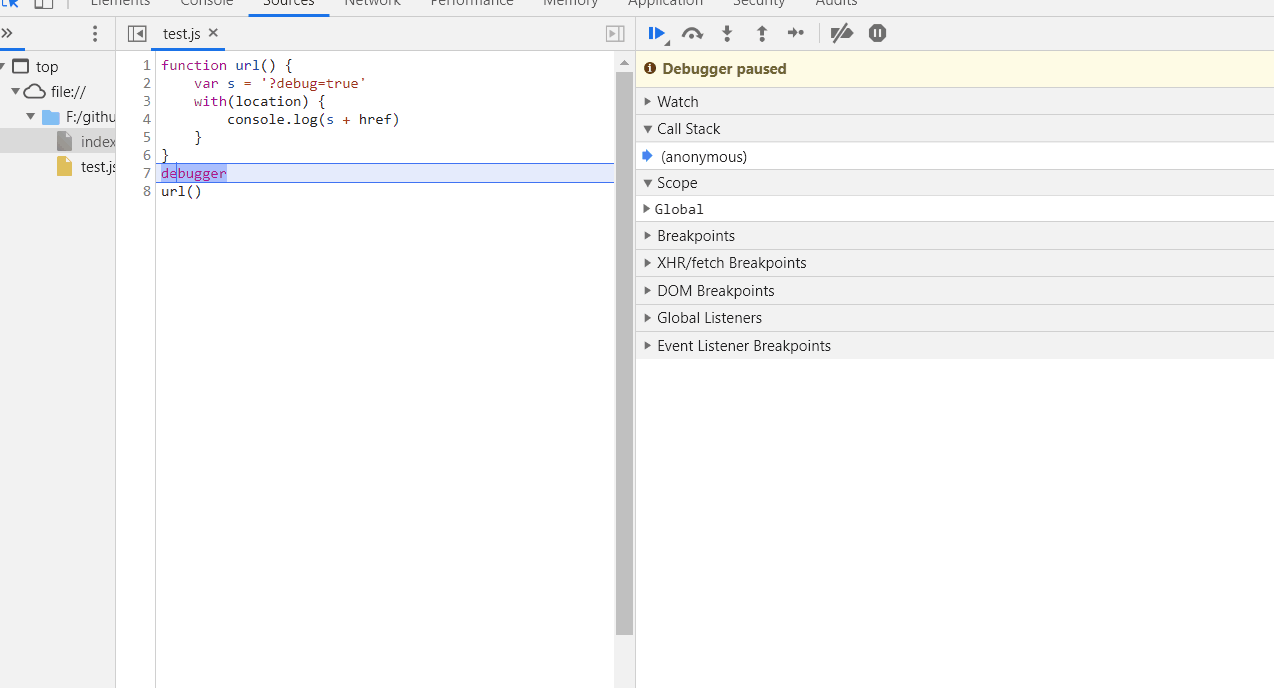 Elements Console Sources Network Performance Memory Application Security Audits
»
test.js ×
top
file://
F:/githu
index
test.js
1 function url() {
2 var s = '?debug=true'
3 with(location) {
4 console.log(s + href)
5 }
6 }
7 debugger
8 url()
Debugger paused
Watch
Call Stack
(anonymous)
Scope
Global
Breakpoints
XHR/fetch Breakpoints
DOM Breakpoints
Global Listeners
Event Listener Breakpoints